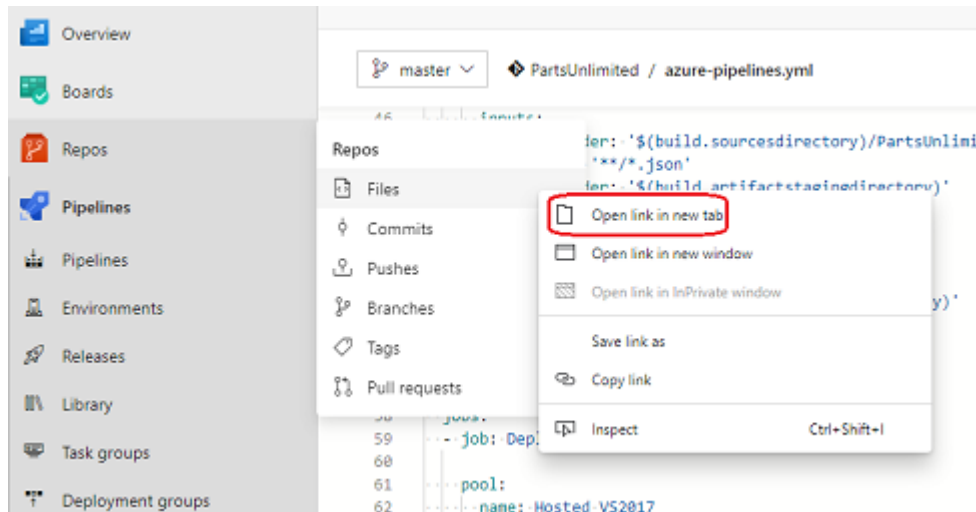 Overview
Boards
Repos
Pipelines
Pipelines
Environments
Releases
Library
Task groups
Deployment groups
master
PartsUnlimited / azure-pipelines.yml
46 inputs:
der: '$(build.sourcesdirectory)/PartsUnlimi
'**/*.json'
der: '$(build.artifactstagingdirectory)'
y)'
Repos
Files
Commits
Pushes
Branches
Tags
Pull requests
Open link in new tab
Open link in new window
Open link in InPrivate window
Save link as
Copy link
Inspect Ctrl+Shift+I
58 jobs:
59 - job: Dep
60
61 pool:
62 name: Hosted VS2017